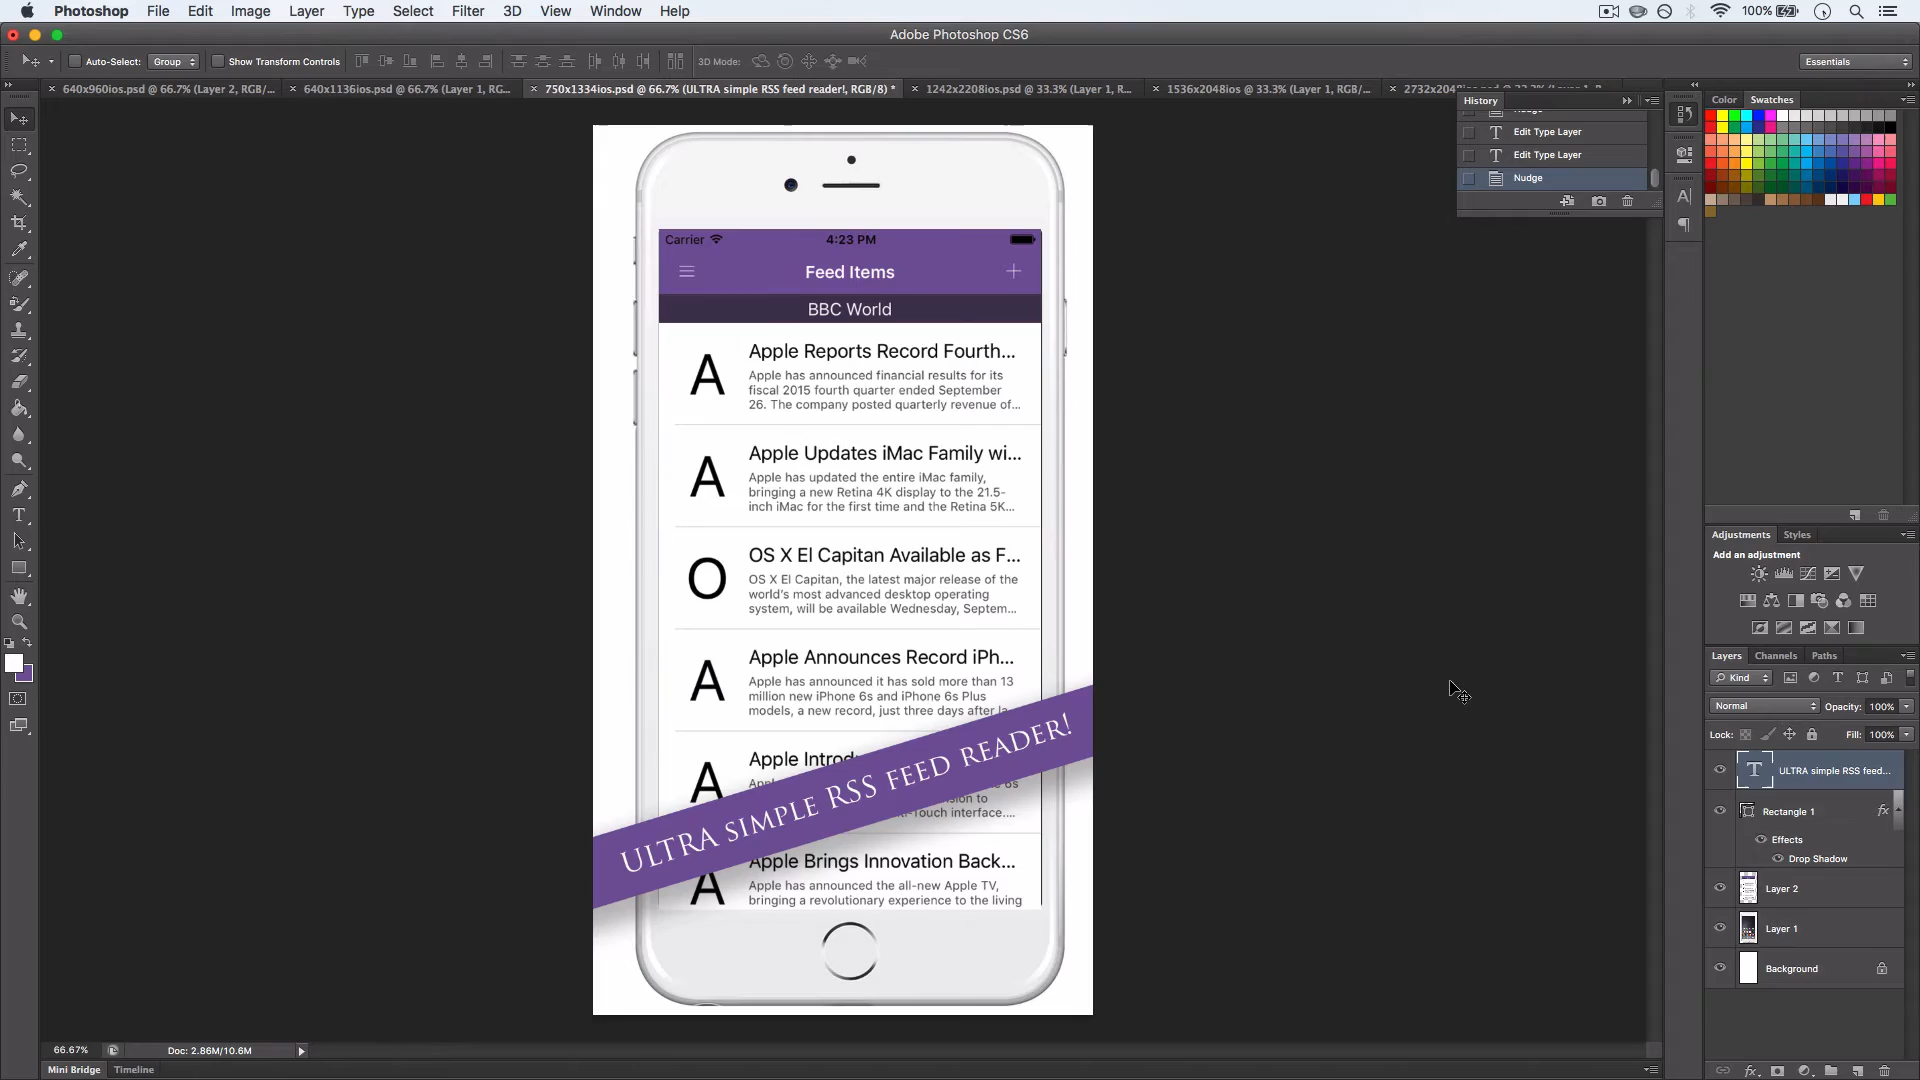 Photoshop File Edit Image Layer Type Select Filter 3D View Window Help 100%
Adobe Photoshop CS6
Auto-Select: Group Show Transform Controls 3D Mode: Essentials
640x960ios.psd @ 66.7% (Layer 2, RGB/... 640x1136ios.psd @ 66.7% (Layer 1, RG... 750x1334ios.psd @ 66.7% (ULTRA simple RSS feed reader!, RGB/8) * 1242x2208ios.psd @ 33.3% (Layer 1, R... 1536x2048ios @ 33.3% (Layer 1, RGB/...
History
Edit Type Layer
Edit Type Layer
Nudge
Color Swatches
Carrier 4:23 PM
Feed Items
BBC World
A
Apple Reports Record Fourth...
Apple has announced financial results for its
fiscal 2015 fourth quarter ended September
26. The company posted quarterly revenue of...
A
Apple Updates iMac Family wi...
Apple has updated the entire iMac family,
bringing a new Retina 4K display to the 21.5-
inch iMac for the first time and the Retina 5K...
O
OS X El Capitan Available as F...
OS X El Capitan, the latest major release of the
world's most advanced desktop operating
system, will be available Wednesday, Septem...
A
Apple Announces Record iPh...
Apple has announced it has sold more than 13
million new iPhone 6s and iPhone 6s Plus
models, a new record, just three days after
A
Apple
interface....
ULTRA SIMPLE RSS FEED READER!
A
Apple Brings Innovation Back...
Apple has announced the all-new Apple TV,
bringing a revolutionary experience to the living
Adjustments Styles
Add an adjustment
Layers Channels Paths
Kind
Normal Opacity: 100%
Lock: Fill: 100%
T ULTRA simple RSS feed...
Rectangle 1 fx
Effects
Drop Shadow
Layer 2
Layer 1
Background
66.67% Doc: 2.86M/10.6M
Mini Bridge Timeline